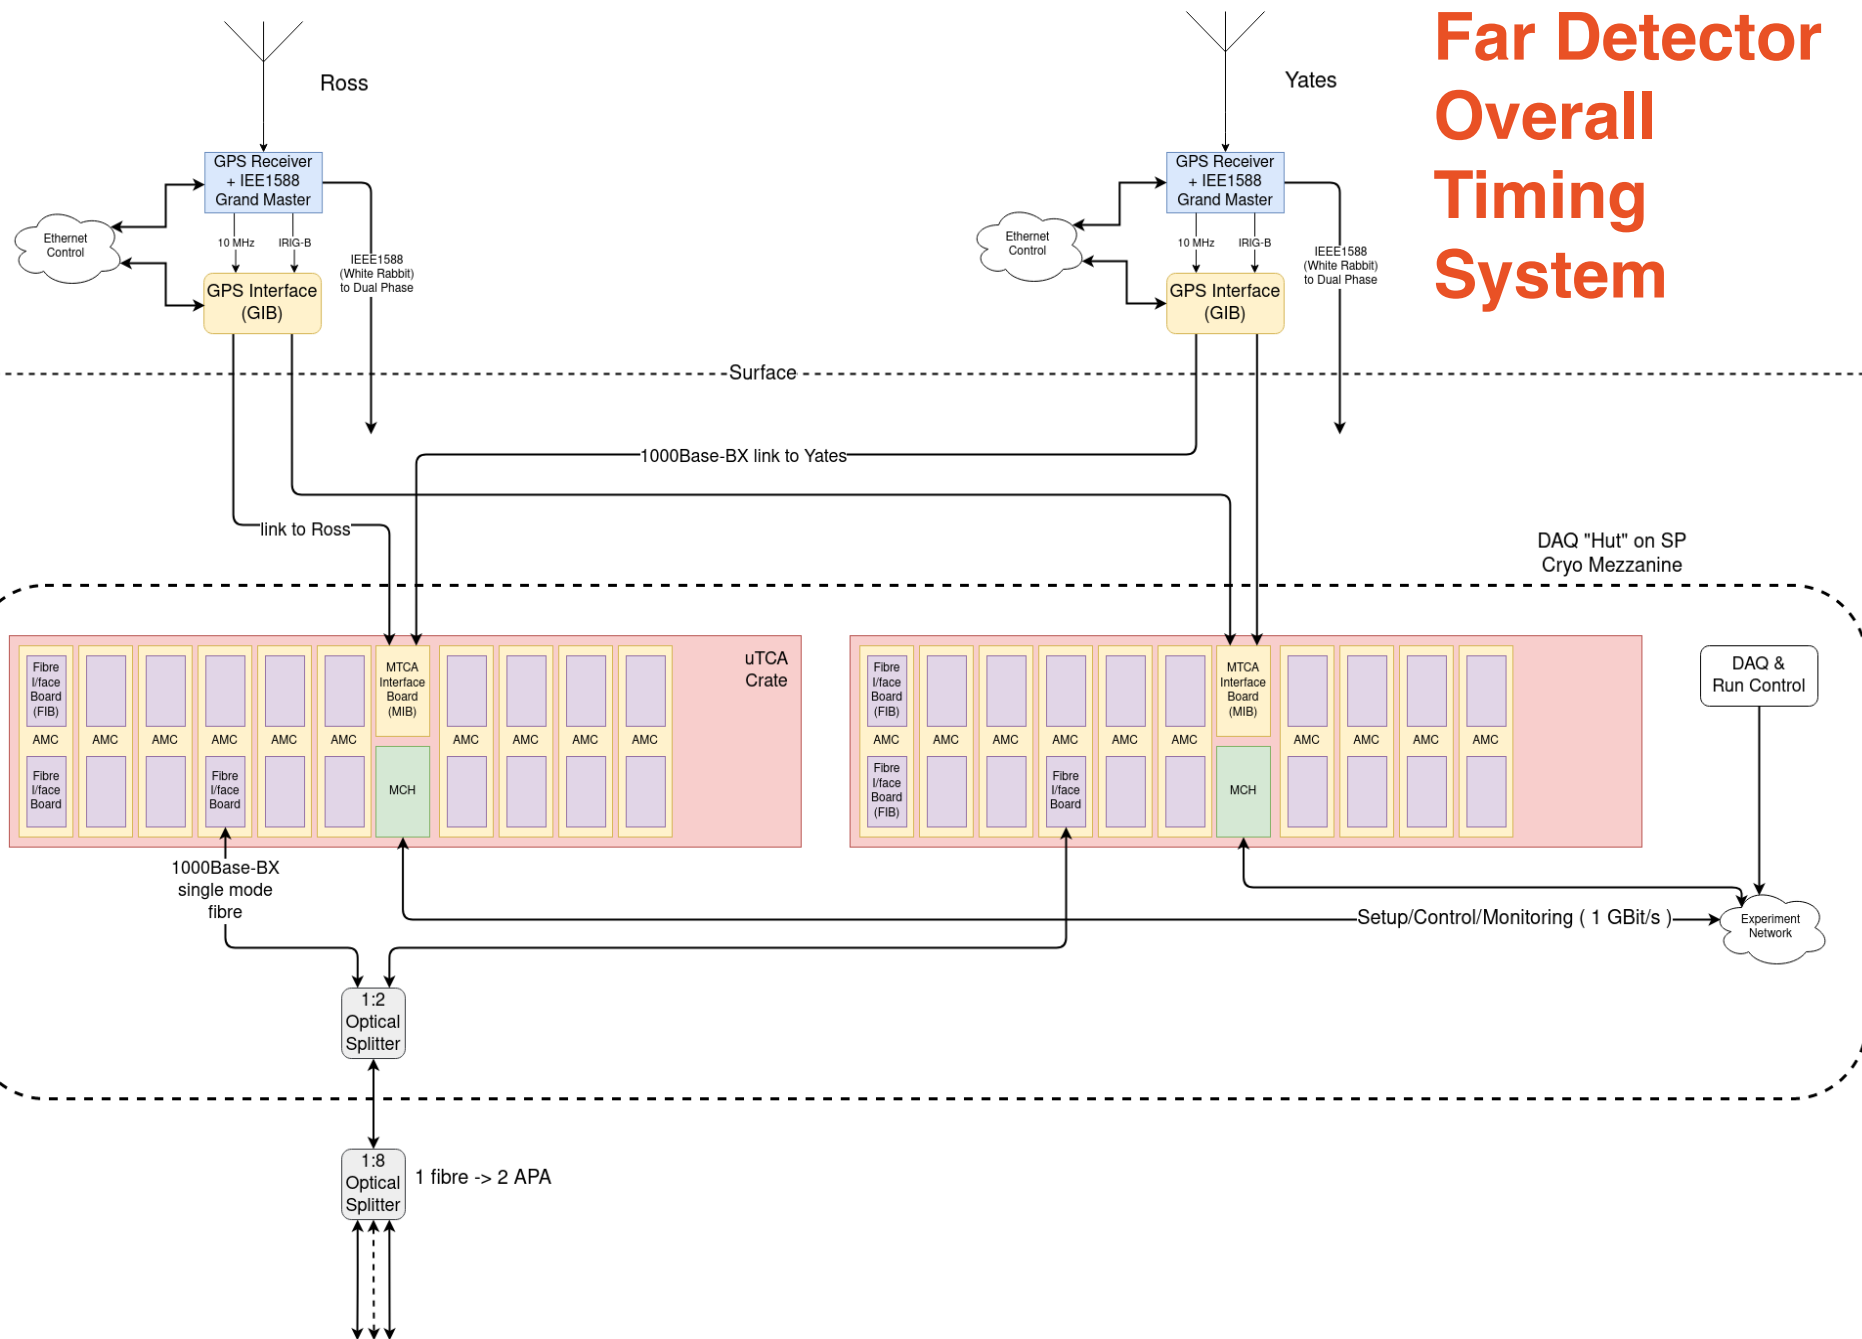 Far Detector
Overall
Timing
System
Ross
Yates
GPS Receiver
+ IEE1588
Grand Master
GPS Receiver
+ IEE1588
Grand Master
Ethernet
Control
10 MHz
IRIG-B
Ethernet
Control
10 MHz
IRIG-B
IEEE1588
(White Rabbit)
to Dual Phase
IEEE1588
(White Rabbit)
to Dual Phase
GPS Interface
(GIB)
GPS Interface
(GIB)
Surface
1000Base-BX link to Yates
link to Ross
DAQ "Hut" on SP
Cryo Mezzanine
Fibre
I/face
Board
(FIB)
MTCA
Interface
Board
(MIB)
uTCA
Crate
AMC
AMC
AMC
AMC
AMC
AMC
AMC
AMC
AMC
AMC
Fibre
I/face
Board
Fibre
I/face
Board
MCH
Fibre
I/face
Board
(FIB)
MTCA
Interface
Board
(MIB)
AMC
AMC
AMC
AMC
AMC
AMC
AMC
AMC
AMC
AMC
Fibre
I/face
Board
(FIB)
Fibre
I/face
Board
MCH
DAQ &
Run Control
1000Base-BX
single mode
fibre
Setup/Control/Monitoring ( 1 GBit/s )
Experiment
Network
1:2
Optical
Splitter
1:8
Optical
Splitter
1 fibre -> 2 APA